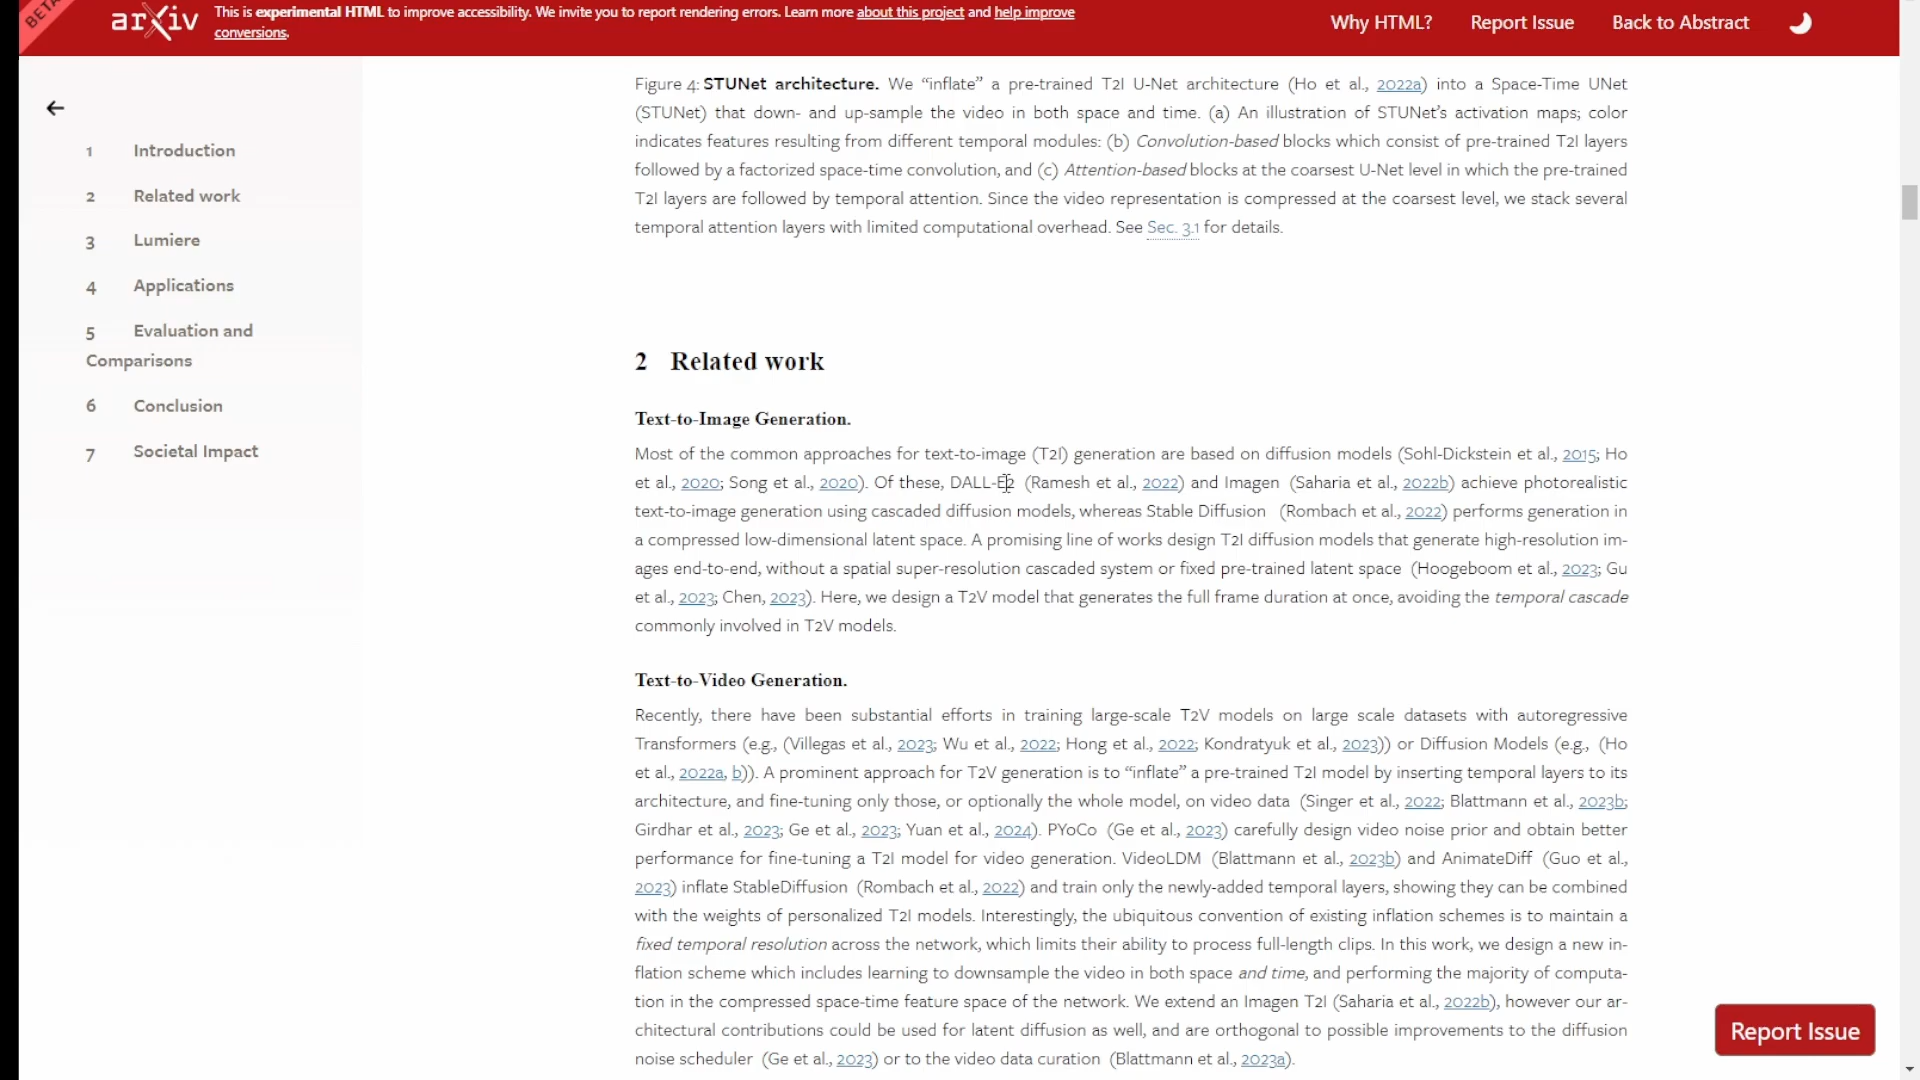 BETA
arXiv
This is experimental HTML to improve accessibility. We invite you to report rendering errors. Learn more about this project and help improve
conversions.
Why HTML?
Report Issue
Back to Abstract
1 Introduction
2 Related work
3 Lumiere
4 Applications
5 Evaluation and
Comparisons
6 Conclusion
7 Societal Impact
Figure 4: STUNet architecture. We “inflate” a pre-trained T2I U-Net architecture (Ho et al., 2022a) into a Space-Time UNet
(STUNet) that down- and up-sample the video in both space and time. (a) An illustration of STUNet’s activation maps; color
indicates features resulting from different temporal modules: (b) Convolution-based blocks which consist of pre-trained T2I layers
followed by a factorized space-time convolution, and (c) Attention-based blocks at the coarsest U-Net level in which the pre-trained
T2I layers are followed by temporal attention. Since the video representation is compressed at the coarsest level, we stack several
temporal attention layers with limited computational overhead. See Sec. 3.1 for details.
2 Related work
Text-to-Image Generation.
Most of the common approaches for text-to-image (T2I) generation are based on diffusion models (Sohl-Dickstein et al., 2015; Ho
et al., 2020; Song et al., 2020). Of these, DALL-E2 (Ramesh et al., 2022) and Imagen (Saharia et al., 2022b) achieve photorealistic
text-to-image generation using cascaded diffusion models, whereas Stable Diffusion (Rombach et al., 2022) performs generation in
a compressed low-dimensional latent space. A promising line of works design T2I diffusion models that generate high-resolution im-
ages end-to-end, without a spatial super-resolution cascaded system or fixed pre-trained latent space (Hoogeboom et al., 2023; Gu
et al., 2023; Chen, 2023). Here, we design a T2V model that generates the full frame duration at once, avoiding the temporal cascade
commonly involved in T2V models.
Text-to-Video Generation.
Recently, there have been substantial efforts in training large-scale T2V models on large scale datasets with autoregressive
Transformers (e.g., (Villegas et al., 2023; Wu et al., 2022; Hong et al., 2022; Kondratyuk et al., 2023)) or Diffusion Models (e.g., (Ho
et al., 2022a, b)). A prominent approach for T2V generation is to “inflate” a pre-trained T2I model by inserting temporal layers to its
architecture, and fine-tuning only those, or optionally the whole model, on video data (Singer et al., 2022; Blattmann et al., 2023b;
Girdhar et al., 2023; Ge et al., 2023; Yuan et al., 2024). PYoCo (Ge et al., 2023) carefully design video noise prior and obtain better
performance for fine-tuning a T2I model for video generation. VideoLDM (Blattmann et al., 2023b) and AnimateDiff (Guo et al.,
2023) inflate StableDiffusion (Rombach et al., 2022) and train only the newly-added temporal layers, showing they can be combined
with the weights of personalized T2I models. Interestingly, the ubiquitous convention of existing inflation schemes is to maintain a
fixed temporal resolution across the network, which limits their ability to process full-length clips. In this work, we design a new in-
flation scheme which includes learning to downsample the video in both space and time, and performing the majority of computa-
tion in the compressed space-time feature space of the network. We extend an Imagen T2I (Saharia et al., 2022b), however our ar-
chitectural contributions could be used for latent diffusion as well, and are orthogonal to possible improvements to the diffusion
noise scheduler (Ge et al., 2023) or to the video data curation (Blattmann et al., 2023a).
Report Issue